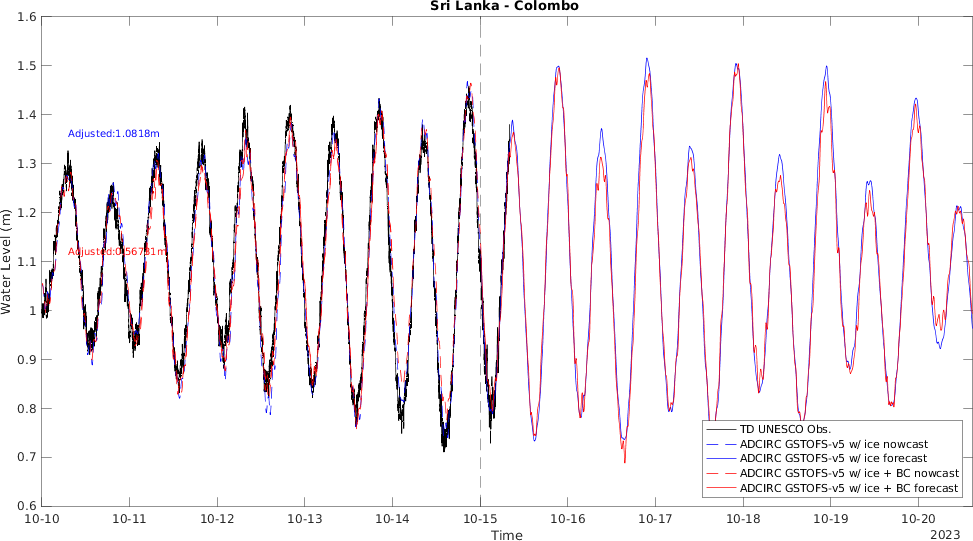 Sri Lanka - Colombo
1.6
1.5
1.4
1.3
1.2
1.1
1
0.9
0.8
0.7
0.6
Water Level (m)
Adjusted:1.0818m
TD UNESCO Obs.
ADCIRC GSTOFS-v5 w/ ice nowcast
ADCIRC GSTOFS-v5 w/ ice forecast
ADCIRC GSTOFS-v5 w/ ice + BC nowcast
ADCIRC GSTOFS-v5 w/ ice + BC forecast
10-10 10-11 10-12 10-13 10-14 10-15 10-16 10-17 10-18 10-19 10-20
Time
2023